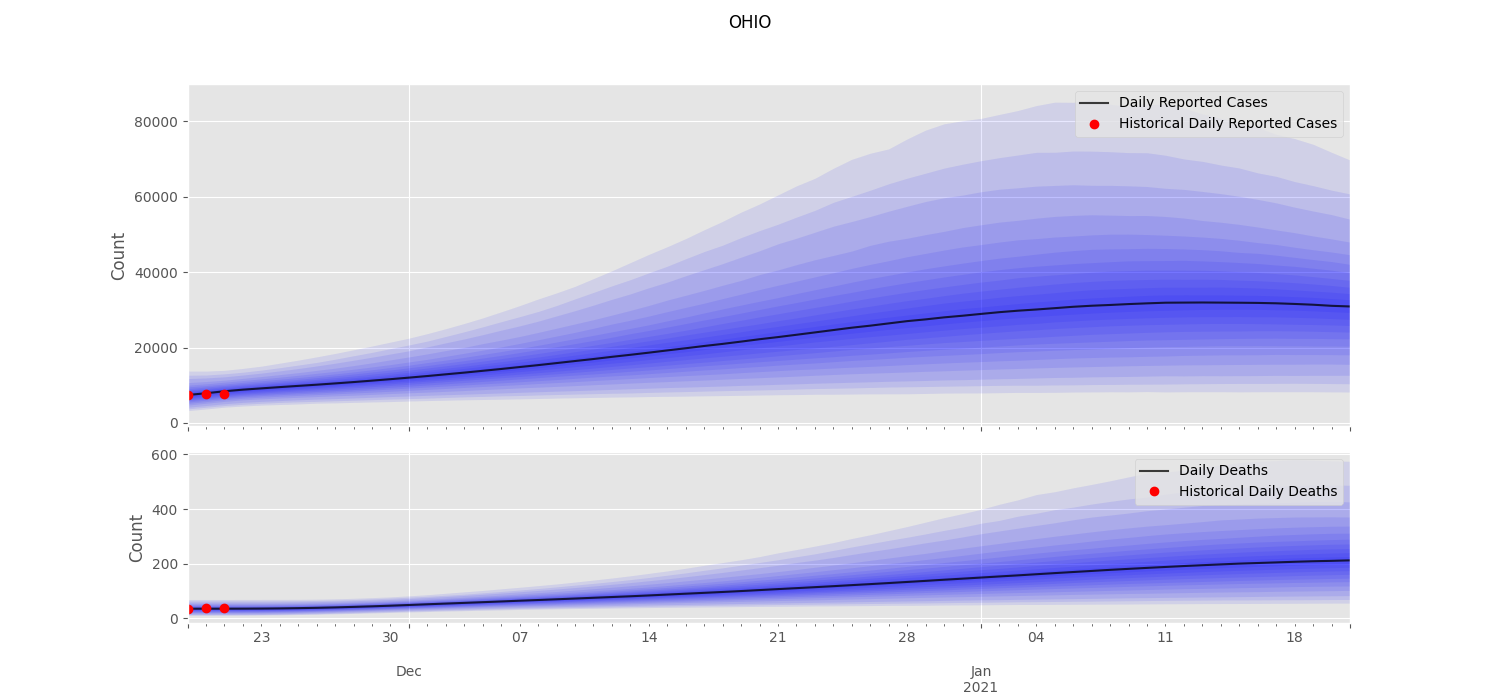 OHIO
Daily Reported Cases
Historical Daily Reported Cases
80000
60000
40000
20000
0
Count
Daily Deaths
Historical Daily Deaths
600
400
200
0
Count
23 30 07 14 21 28 04 11 18
Dec Jan
2021